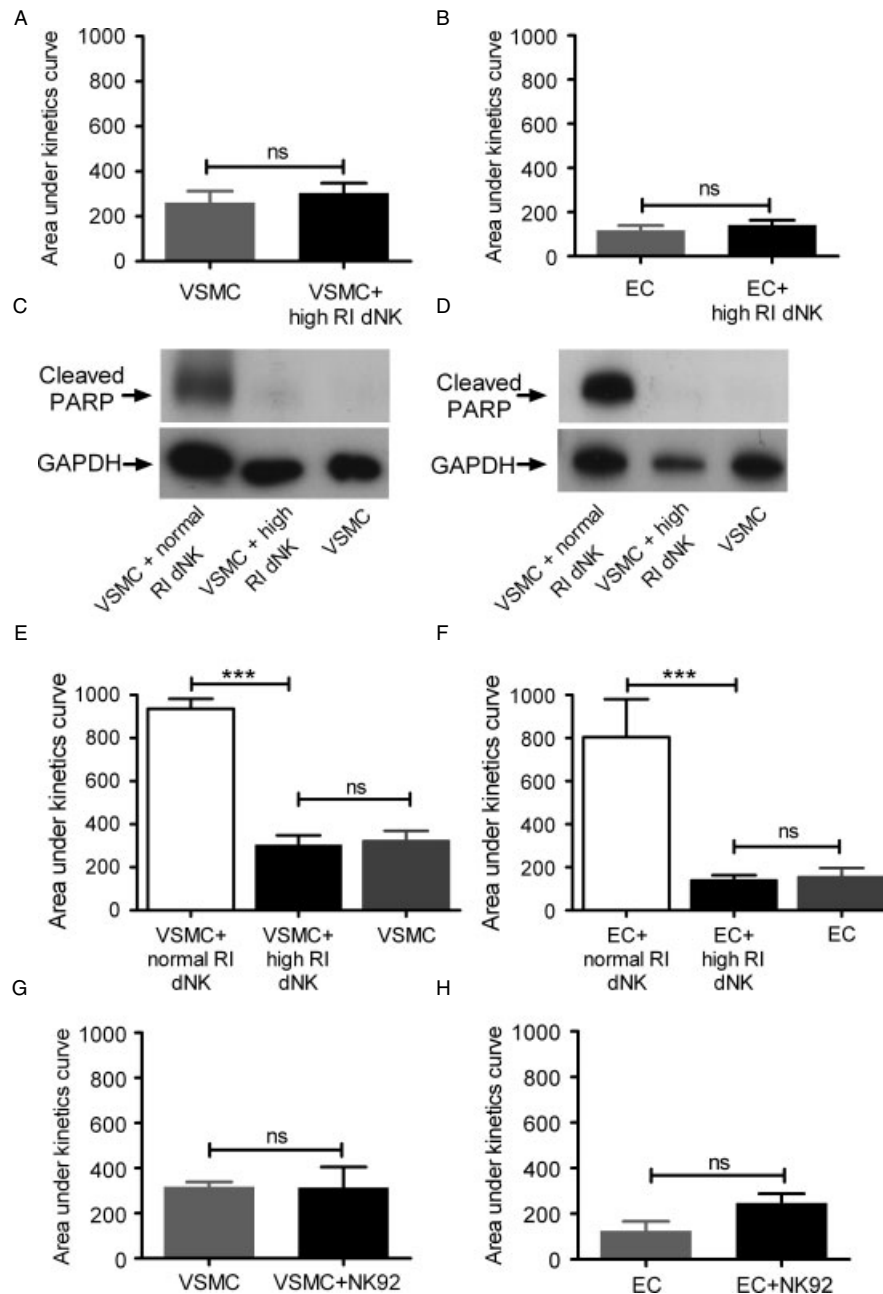 A
Area under kinetics curve
1000
800
600
400
200
0
ns
VSMC
VSMC+
high RI dNK
B
Area under kinetics curve
1000
800
600
400
200
0
ns
EC
EC+
high RI dNK
C
Cleaved
PARP
GAPDH
VSMC + normal
RI dNK
VSMC + high
RI dNK
VSMC
D
Cleaved
PARP
GAPDH
VSMC + normal
RI dNK
VSMC + high
RI dNK
VSMC
E
Area under kinetics curve
1000
800
600
400
200
0
***
ns
VSMC+
normal RI
dNK
VSMC+
high RI
dNK
VSMC
F
Area under kinetics curve
1000
800
600
400
200
0
***
ns
EC+
normal RI
dNK
EC+
high RI
dNK
EC
G
Area under kinetics curve
1000
800
600
400
200
0
ns
VSMC
VSMC+NK92
H
Area under kinetics curve
1000
800
600
400
200
0
ns
EC
EC+NK92